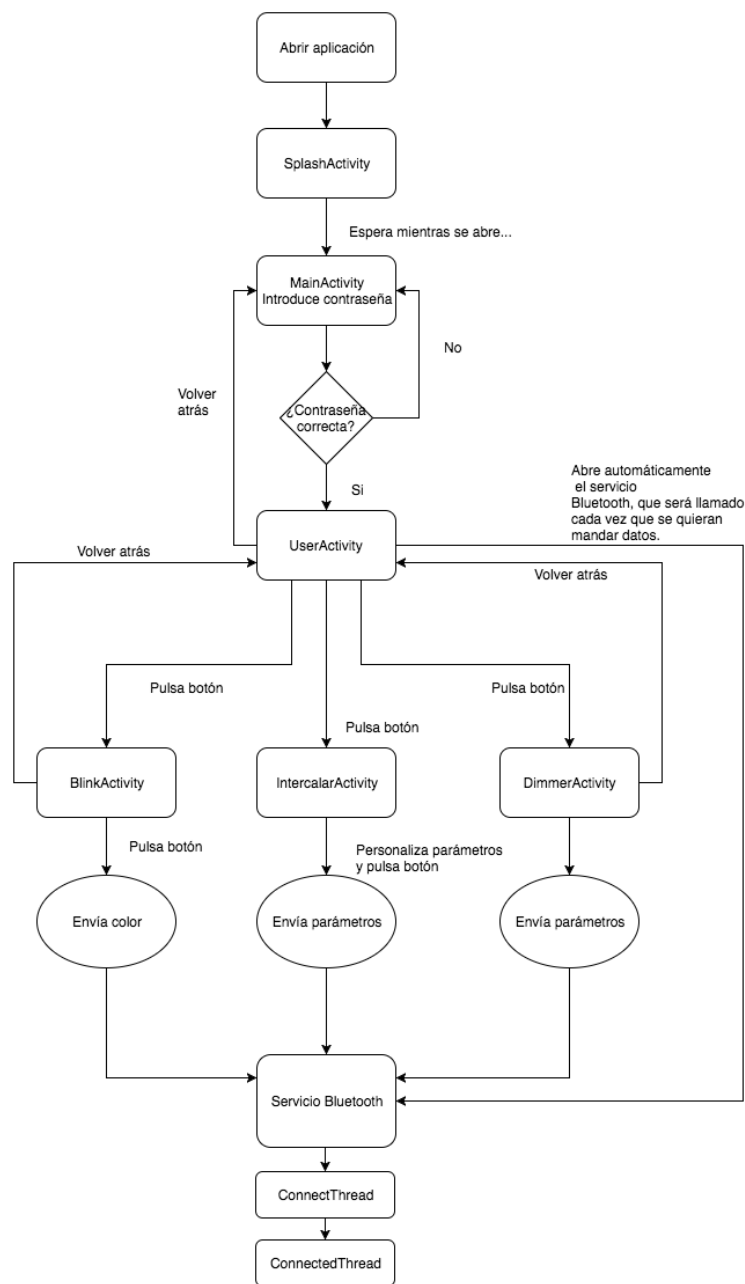 Abrir aplicación
SplashActivity
Espera mientras se abre...
MainActivity
Introduce contraseña
No
Volver
atrás
¿Contraseña
correcta?
Si
Abre automáticamente
el servicio
Bluetooth, que será llamado
cada vez que se quieran
mandar datos.
UserActivity
Volver atrás
Volver atrás
Pulsa botón
Pulsa botón
Pulsa botón
BlinkActivity
IntercalarActivity
DimmerActivity
Pulsa botón
Personaliza parámetros
y pulsa botón
Envía color
Envía parámetros
Envía parámetros
Servicio Bluetooth
ConnectThread
ConnectedThread